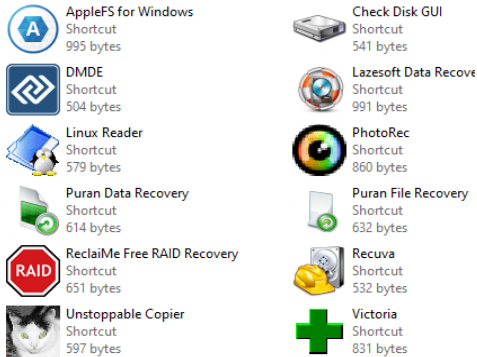 AppleFS for Windows
Shortcut
995 bytes
Check Disk GUI
Shortcut
541 bytes
DMDE
Shortcut
504 bytes
Lazesoft Data Recove
Shortcut
991 bytes
Linux Reader
Shortcut
579 bytes
PhotoRec
Shortcut
860 bytes
Puran Data Recovery
Shortcut
614 bytes
Puran File Recovery
Shortcut
632 bytes
RAID
ReclaiMe Free RAID Recovery
Shortcut
651 bytes
Recuva
Shortcut
532 bytes
Unstoppable Copier
Shortcut
597 bytes
Victoria
Shortcut
831 bytes